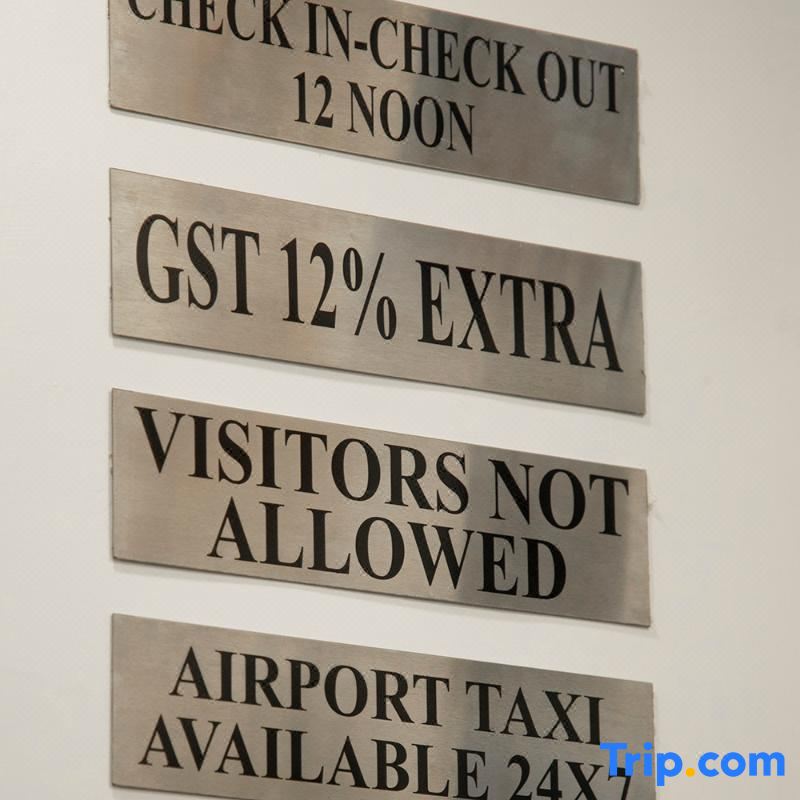 CHECK IN-CHECK OUT
12 NOON
GST 12% EXTRA
VISITORS NOT
ALLOWED
AIRPORT TAXI
AVAILABLE 24X7
Trip.com